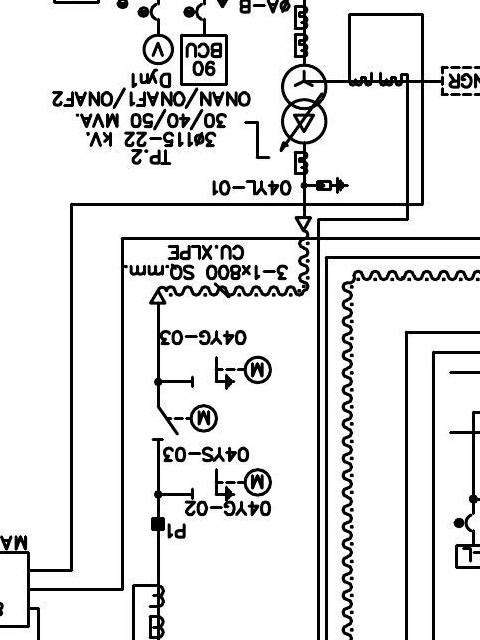 P1
04YG-02
M
04YS-03
M
04YG-03
M
3-1x800 SQ.mm.
CU.XLPE
04YL-01
TP.2
3ø115-22 kV.
30/40/50 MVA.
ONAN/ONAF1/ONAF2
Dyn1
NGR
90
BCU
V
øA-B
MA